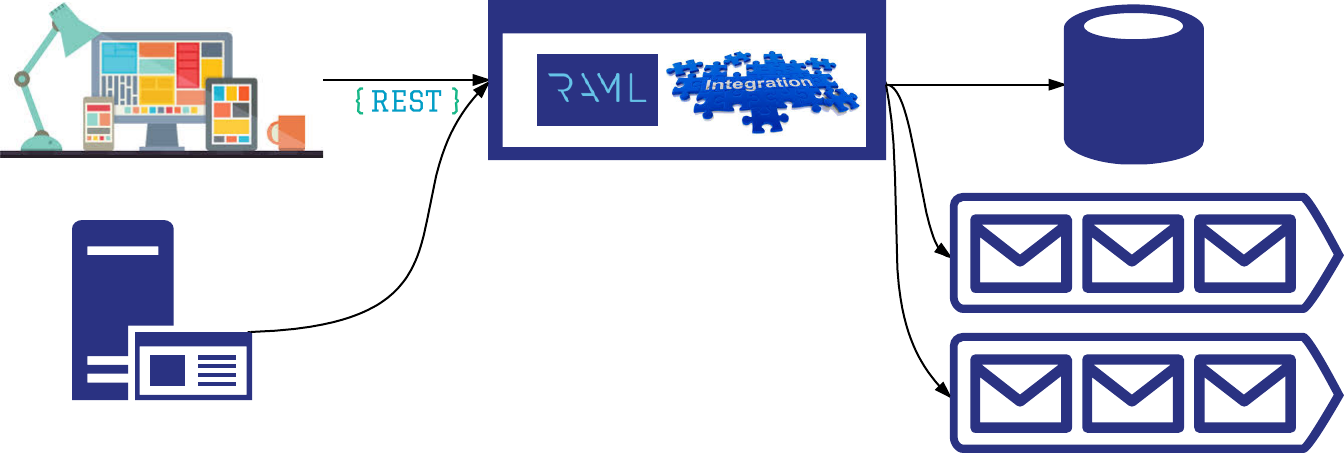 RAML
Integration
{ REST }